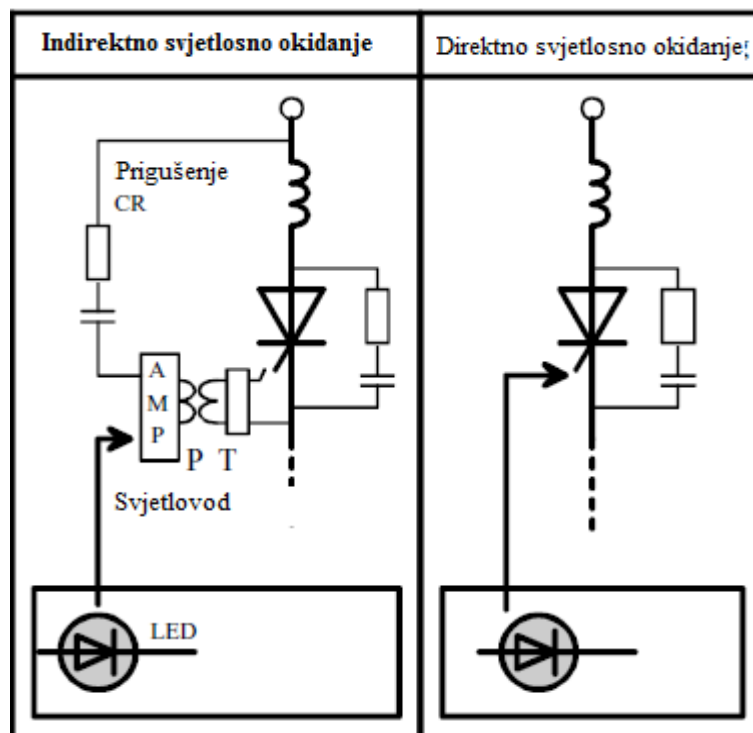 Indirektno svjetlosno okidanje
Direktno svjetlosno okidanje
Prigušenje
CR
A
M
P
P T
Svjetlovod
LED